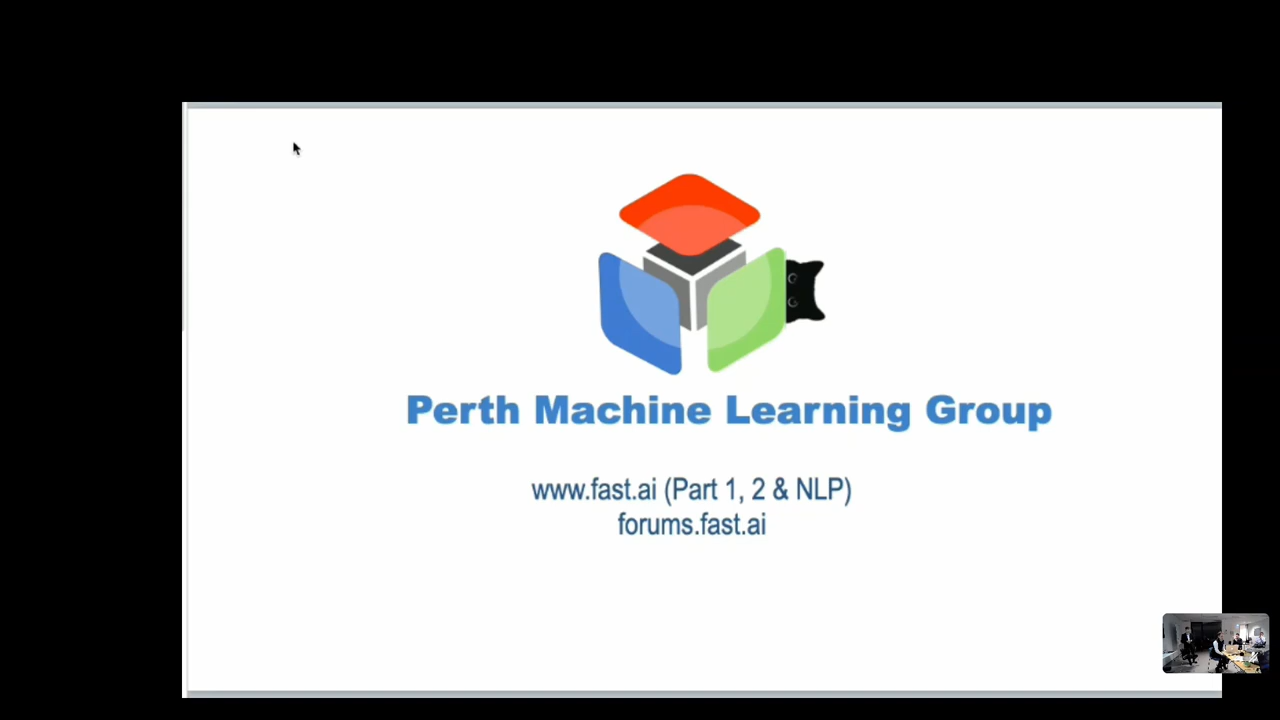 Perth Machine Learning Group
www.fast.ai (Part 1, 2 & NLP)
forums.fast.ai